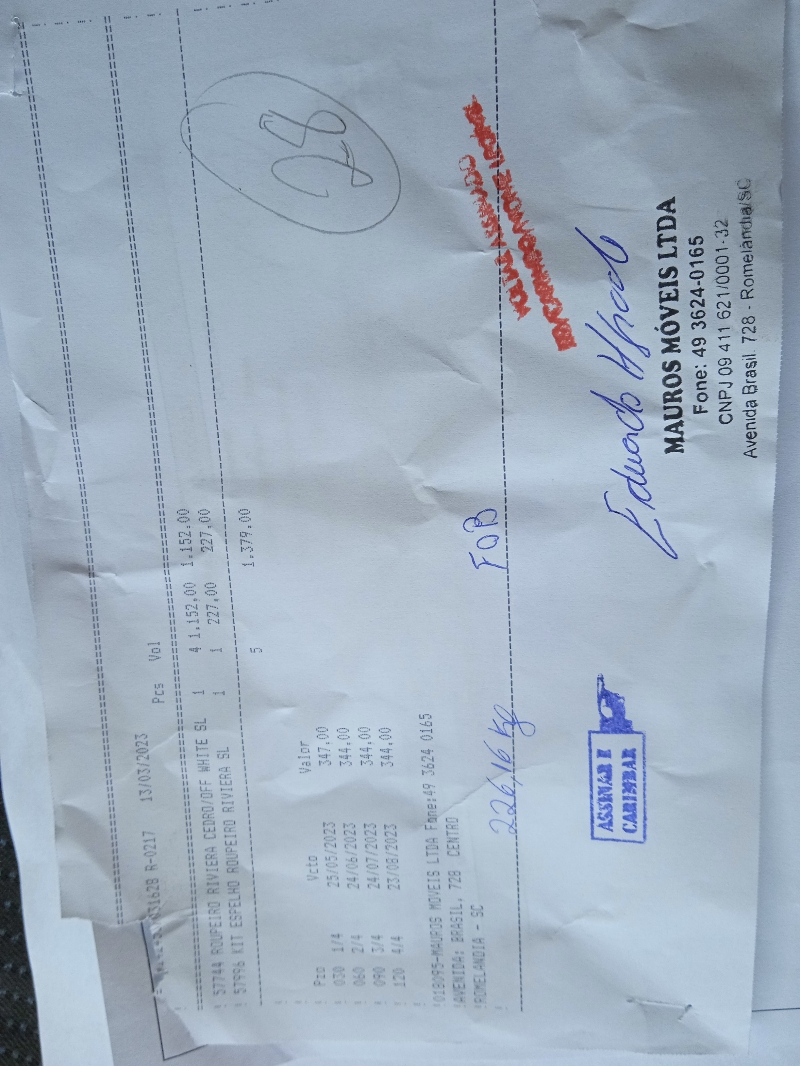 R-0217 13/03/2023 Pcs Vol
57744 ROUPEIRO RIVIERA CEDRO/OFF WHITE SL 1 4 1.152,00 1.152,00
57996 KIT ESPELHO ROUPEIRO RIVIERA SL 1 1 227,00 227,00
5 1.379,00
28
Pzo Vcto Valor
030 1/4 25/05/2023 347,00
060 2/4 24/06/2023 344,00
090 3/4 24/07/2023 344,00
120 4/4 23/08/2023 344,00
018095-MAUROS MOVEIS LTDA Fone:49 3624 0165
AVENIDA: BRASIL, 728 CENTRO
ROMELANDIA - SC
226,16 Kg FOB
ASSINAR E
CARIMBAR
Eduardo
MAUROS MÓVEIS LTDA
Fone: 49 3624-0165
CNPJ 09 411 621/0001-32
Avenida Brasil, 728 - Romelândia/SC